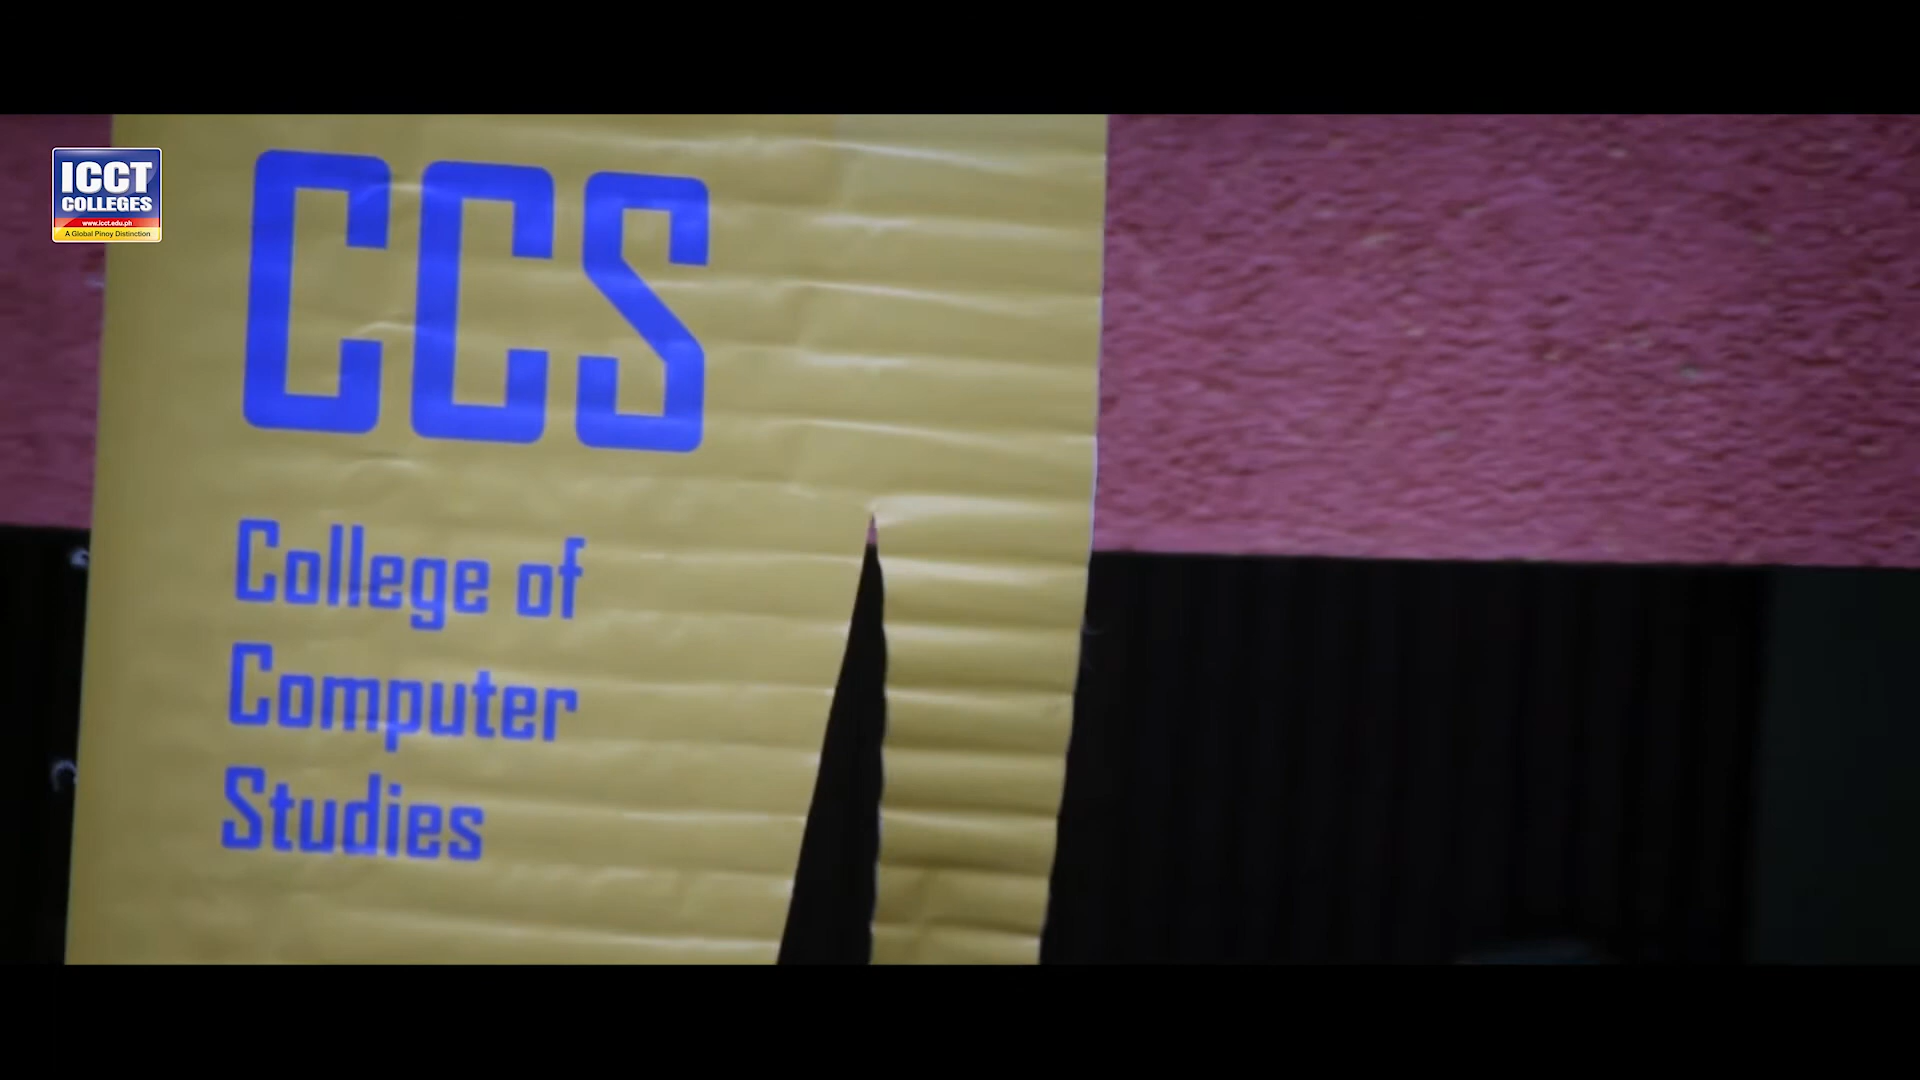 ICCT
COLLEGES
www.icct.edu.ph
A Global Pinoy Distinction
CCS
College of
Computer
Studies